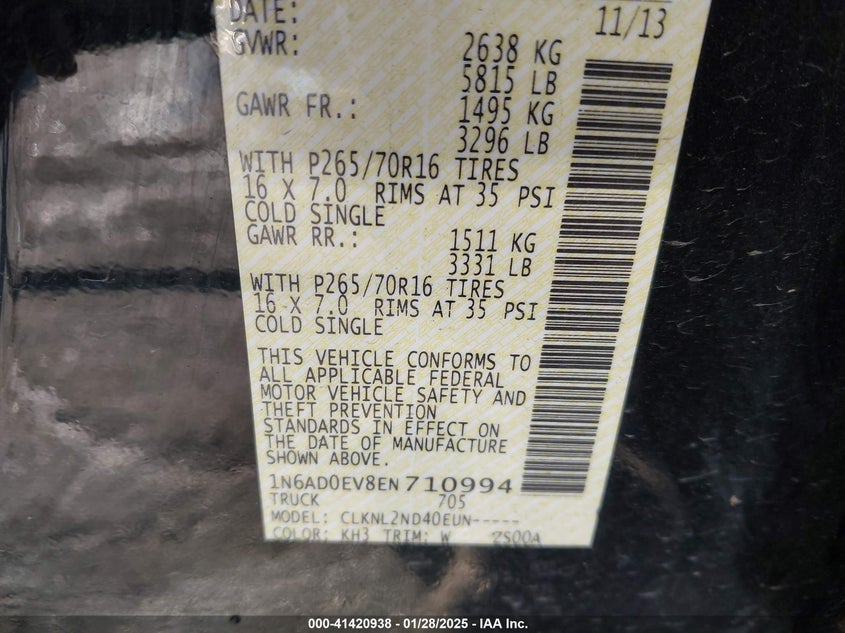 DATE: 11/13
GVWR: 2638 KG
5815 LB
GAWR FR.: 1495 KG
3296 LB
WITH P265/70R16 TIRES
16 X 7.0 RIMS AT 35 PSI
COLD SINGLE
GAWR RR.: 1511 KG
3331 LB
WITH P265/70R16 TIRES
16 X 7.0 RIMS AT 35 PSI
COLD SINGLE
THIS VEHICLE CONFORMS TO
ALL APPLICABLE FEDERAL
MOTOR VEHICLE SAFETY AND
THEFT PREVENTION
STANDARDS IN EFFECT ON
THE DATE OF MANUFACTURE
SHOWN ABOVE.
1N6AD0EV8EN710994
TRUCK 705
MODEL: CLKNL2ND40EUN-----
COLOR: KH3 TRIM: W ZS00A
000-41420938 - 01/28/2025 - IAA Inc.